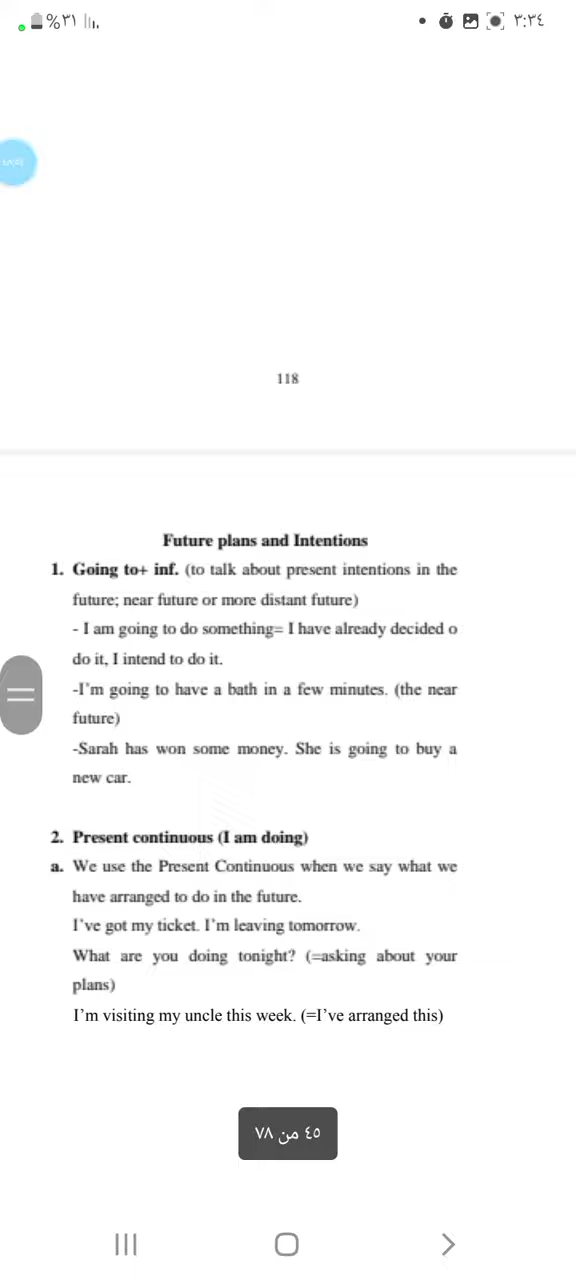 %٣١
٣:٣٤
118
Future plans and Intentions
1. Going to+ inf. (to talk about present intentions in the
future; near future or more distant future)
- I am going to do something= I have already decided o
do it, I intend to do it.
-I'm going to have a bath in a few minutes. (the near
future)
-Sarah has won some money. She is going to buy a
new car.
2. Present continuous (I am doing)
a. We use the Present Continuous when we say what we
have arranged to do in the future.
I've got my ticket. I'm leaving tomorrow.
What are you doing tonight? (=asking about your
plans)
I'm visiting my uncle this week. (=I've arranged this)
٤٥ من ٧٨